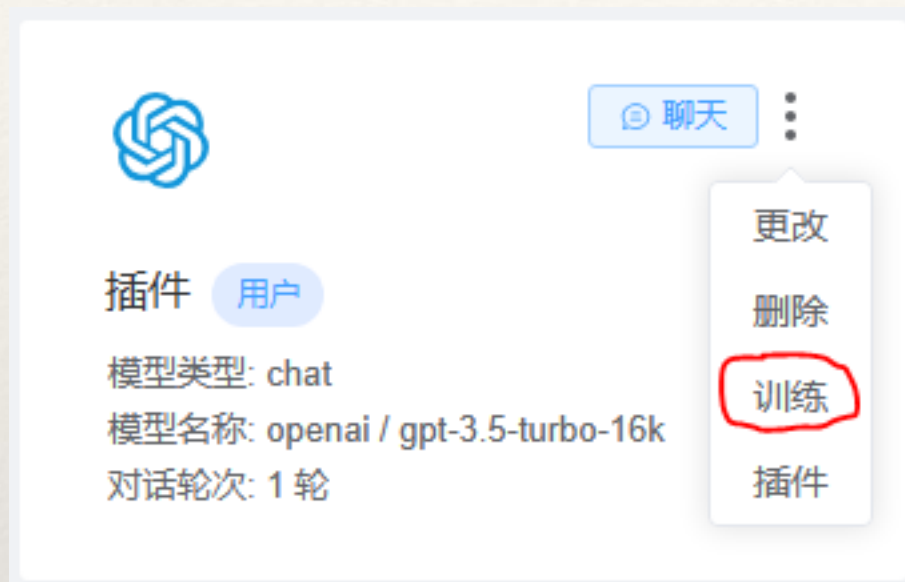 聊天
更改
删除
训练
插件
插件 用户
模型类型: chat
模型名称: openai / gpt-3.5-turbo-16k
对话轮次: 1 轮